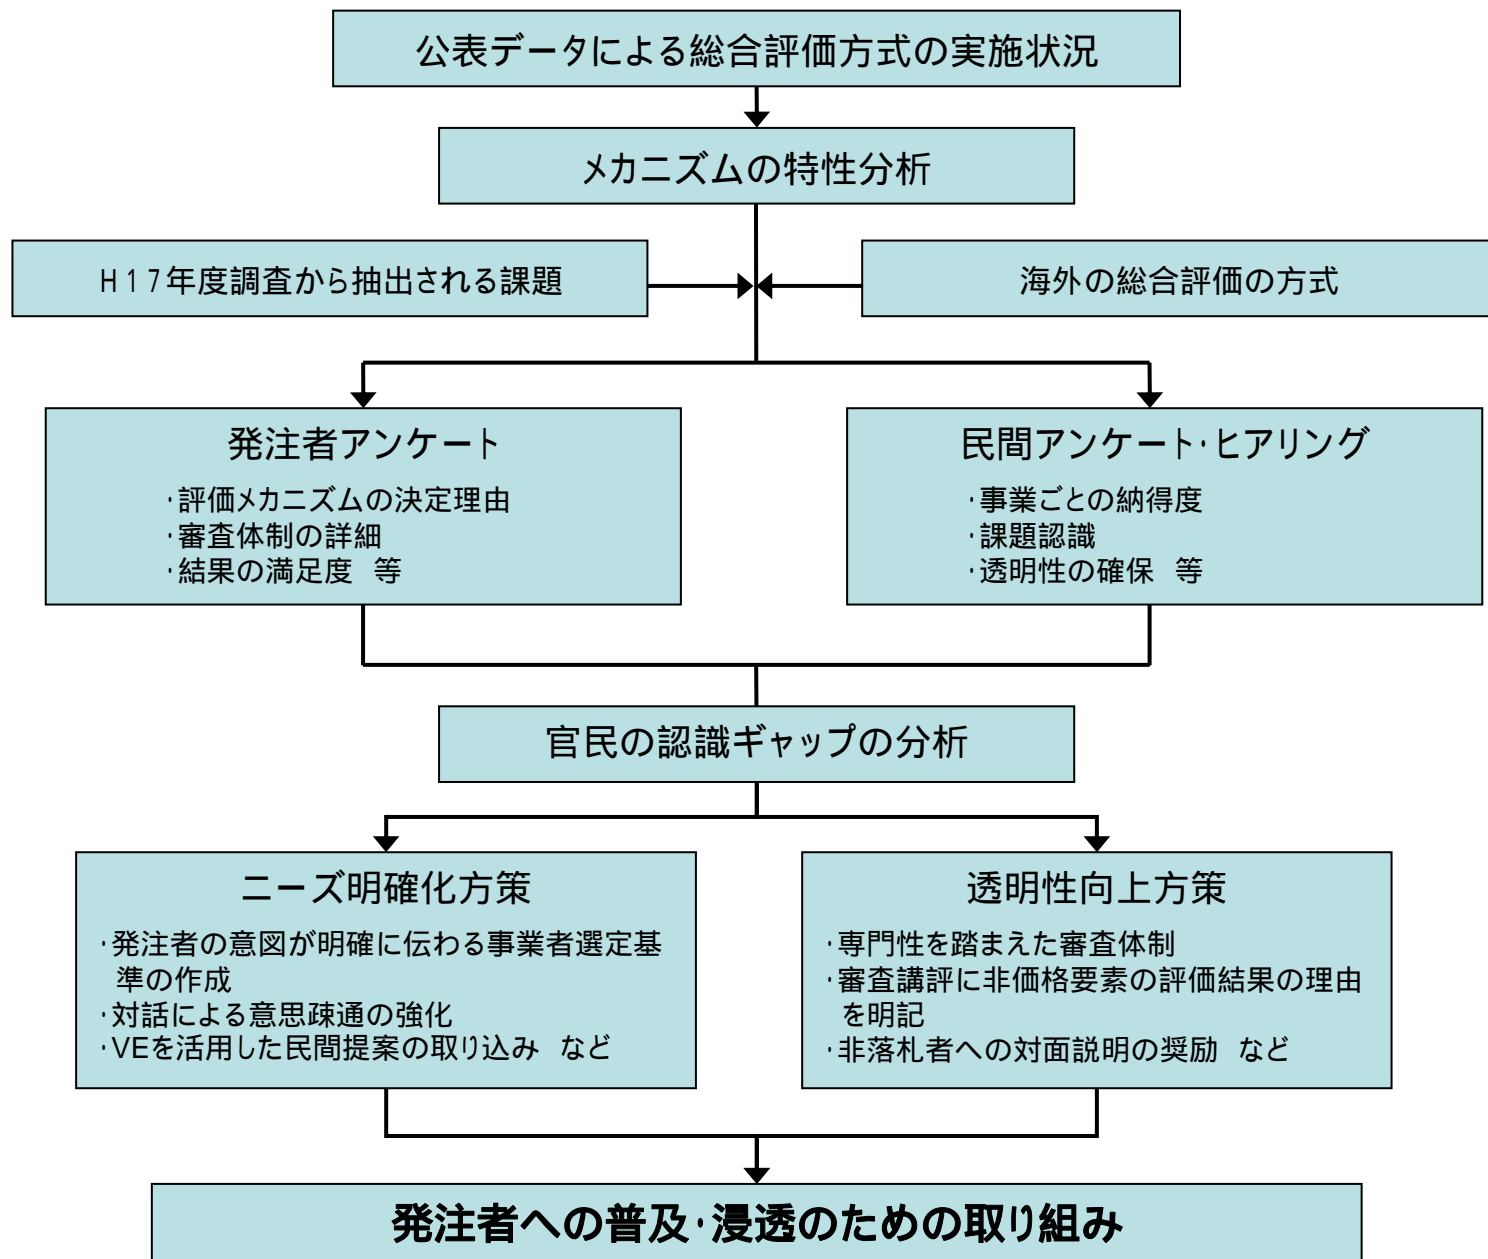 公表データによる総合評価方式の実施状況
メカニズムの特性分析
H17年度調査から抽出される課題
海外の総合評価の方式
発注者アンケート
・評価メカニズムの決定理由
・審査体制の詳細
・結果の満足度 等
民間アンケート・ヒアリング
・事業ごとの納得度
・課題認識
・透明性の確保 等
官民の認識ギャップの分析
ニーズ明確化方策
・発注者の意図が明確に伝わる事業者選定基
準の作成
・対話による意思疎通の強化
・VEを活用した民間提案の取り込み など
透明性向上方策
・専門性を踏まえた審査体制
・審査講評に非価格要素の評価結果の理由
を明記
・非落札者への対面説明の奨励 など
発注者への普及・浸透のための取り組み